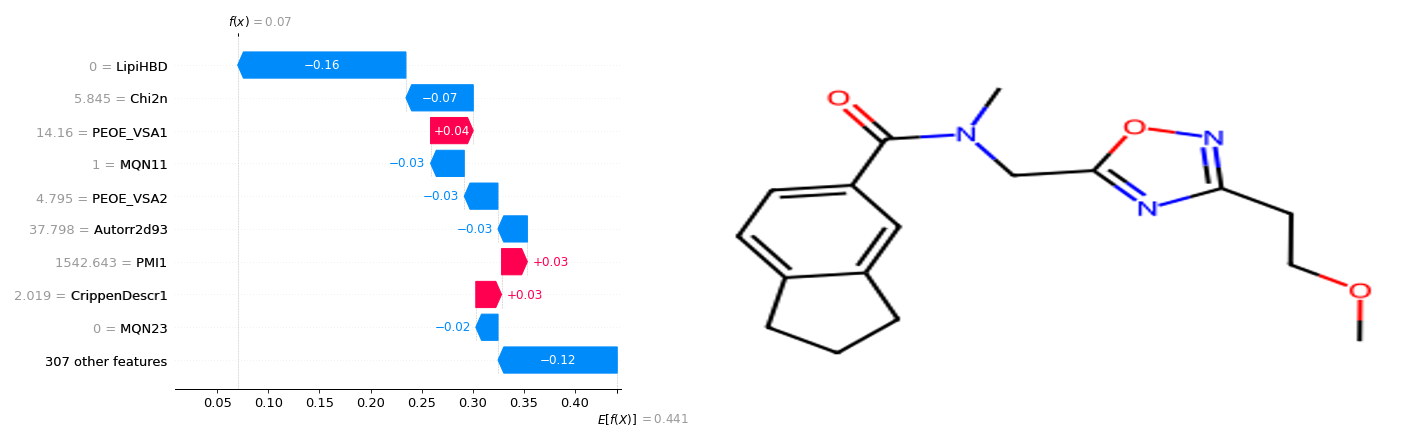 f(x) = 0.07
0 = LipiHBD
−0.16
5.845 = Chi2n
−0.07
14.16 = PEOE_VSA1
+0.04
1 = MQN11
−0.03
4.795 = PEOE_VSA2
−0.03
37.798 = Autorr2d93
−0.03
1542.643 = PMI1
+0.03
2.019 = CrippenDescr1
+0.03
0 = MQN23
−0.02
307 other features
−0.12
0.05 0.10 0.15 0.20 0.25 0.30 0.35 0.40
E[f(X)] = 0.441
O
N
O
N
N
O